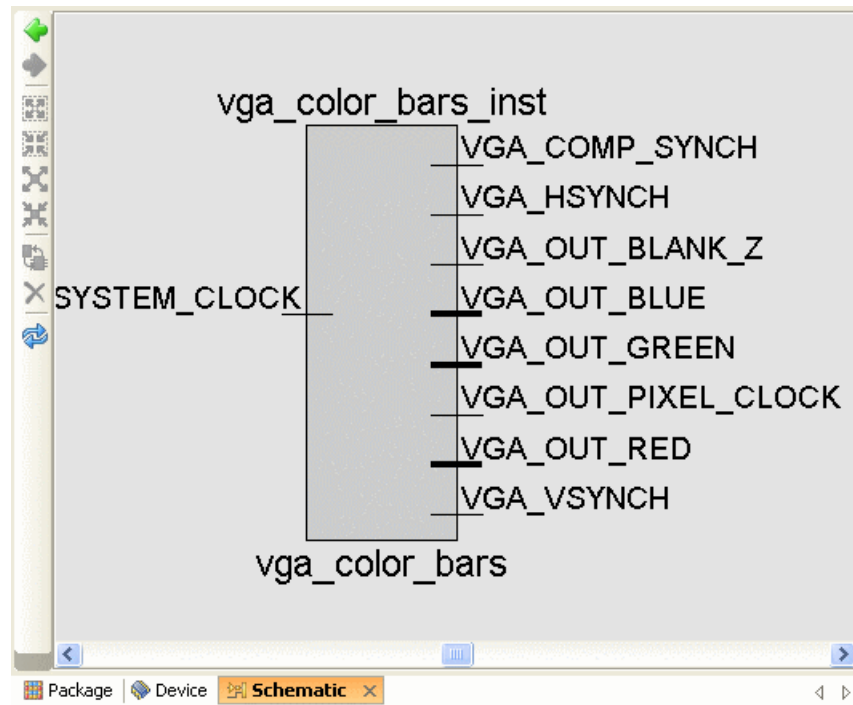 vga_color_bars_inst
VGA_COMP_SYNCH
VGA_HSYNCH
VGA_OUT_BLANK_Z
SYSTEM_CLOCK
VGA_OUT_BLUE
VGA_OUT_GREEN
VGA_OUT_PIXEL_CLOCK
VGA_OUT_RED
VGA_VSYNCH
vga_color_bars
Package Device Schematic